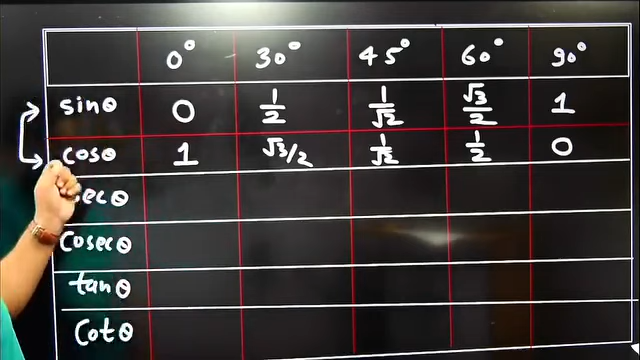 0° 30° 45° 60° 90°
sinθ 0 1/2 1/√2 √3/2 1
cosθ 1 √3/2 1/√2 1/2 0
secθ
cosecθ
tanθ
cotθ